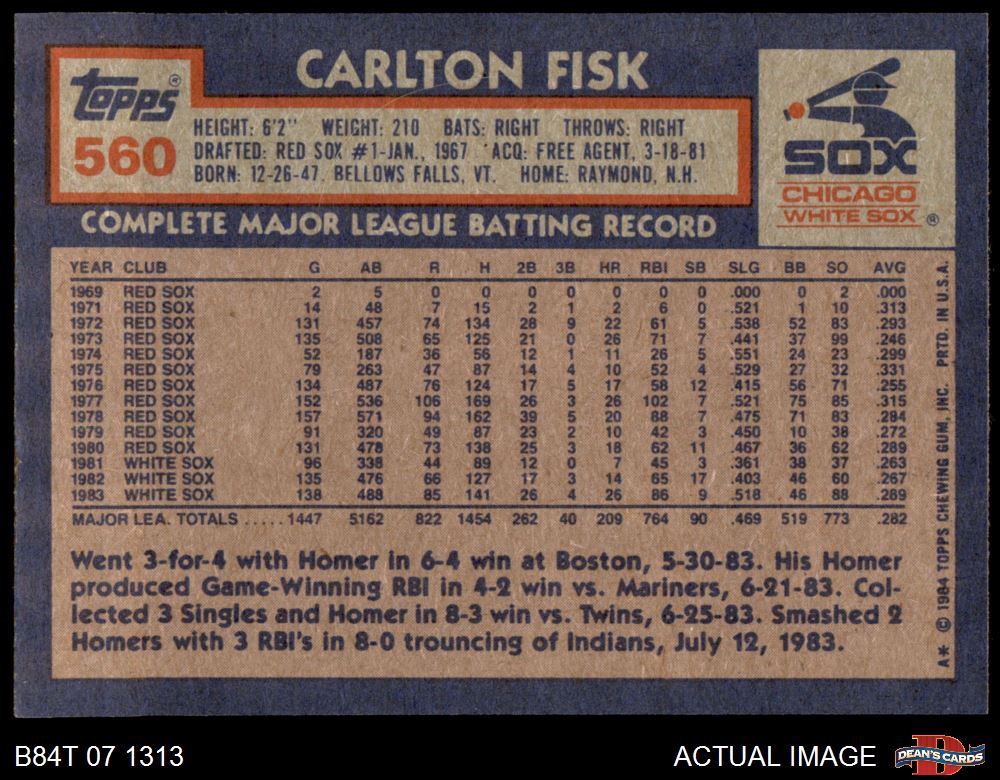 CARLTON FISK
Topps®
560
HEIGHT: 6'2" WEIGHT: 210 BATS: RIGHT THROWS: RIGHT
DRAFTED: RED SOX #1-JAN., 1967 ACQ: FREE AGENT, 3-18-81
BORN: 12-26-47, BELLOWS FALLS, VT. HOME: RAYMOND, N.H.
SOX
CHICAGO
WHITE SOX ®
COMPLETE MAJOR LEAGUE BATTING RECORD
YEAR CLUB G AB R H 2B 3B HR RBI SB SLG BB SO AVG
1969 RED SOX 2 5 0 0 0 0 0 0 0 .000 0 2 .000
1971 RED SOX 14 48 7 15 2 1 2 6 0 .521 1 10 .313
1972 RED SOX 131 457 74 134 28 9 22 61 5 .538 52 83 .293
1973 RED SOX 135 508 65 125 21 0 26 71 7 .441 37 99 .246
1974 RED SOX 52 187 36 56 12 1 11 26 5 .551 24 23 .299
1975 RED SOX 79 263 47 87 14 4 10 52 4 .529 27 32 .331
1976 RED SOX 134 487 76 124 17 5 17 58 12 .415 56 71 .255
1977 RED SOX 152 536 106 169 26 3 26 102 7 .521 75 85 .315
1978 RED SOX 157 571 94 162 39 5 20 88 7 .475 71 83 .284
1979 RED SOX 91 320 49 87 23 2 10 42 3 .450 10 38 .272
1980 RED SOX 131 478 73 138 25 3 18 62 11 .467 36 62 .289
1981 WHITE SOX 96 338 44 89 12 0 7 45 3 .361 38 37 .263
1982 WHITE SOX 135 476 66 127 17 3 14 65 17 .403 46 60 .267
1983 WHITE SOX 138 488 85 141 26 4 26 86 9 .518 46 88 .289
MAJOR LEA. TOTALS ..... 1447 5162 822 1454 262 40 209 764 90 .469 519 773 .282
Went 3-for-4 with Homer in 6-4 win at Boston, 5-30-83. His Homer
produced Game-Winning RBI in 4-2 win vs. Mariners, 6-21-83. Col-
lected 3 Singles and Homer in 8-3 win vs. Twins, 6-25-83. Smashed 2
Homers with 3 RBI's in 8-0 trouncing of Indians, July 12, 1983.
A* © 1984 TOPPS CHEWING GUM, INC. PRTD. IN U.S.A.
B84T 07 1313
ACTUAL IMAGE
D
DEAN'S CARDS